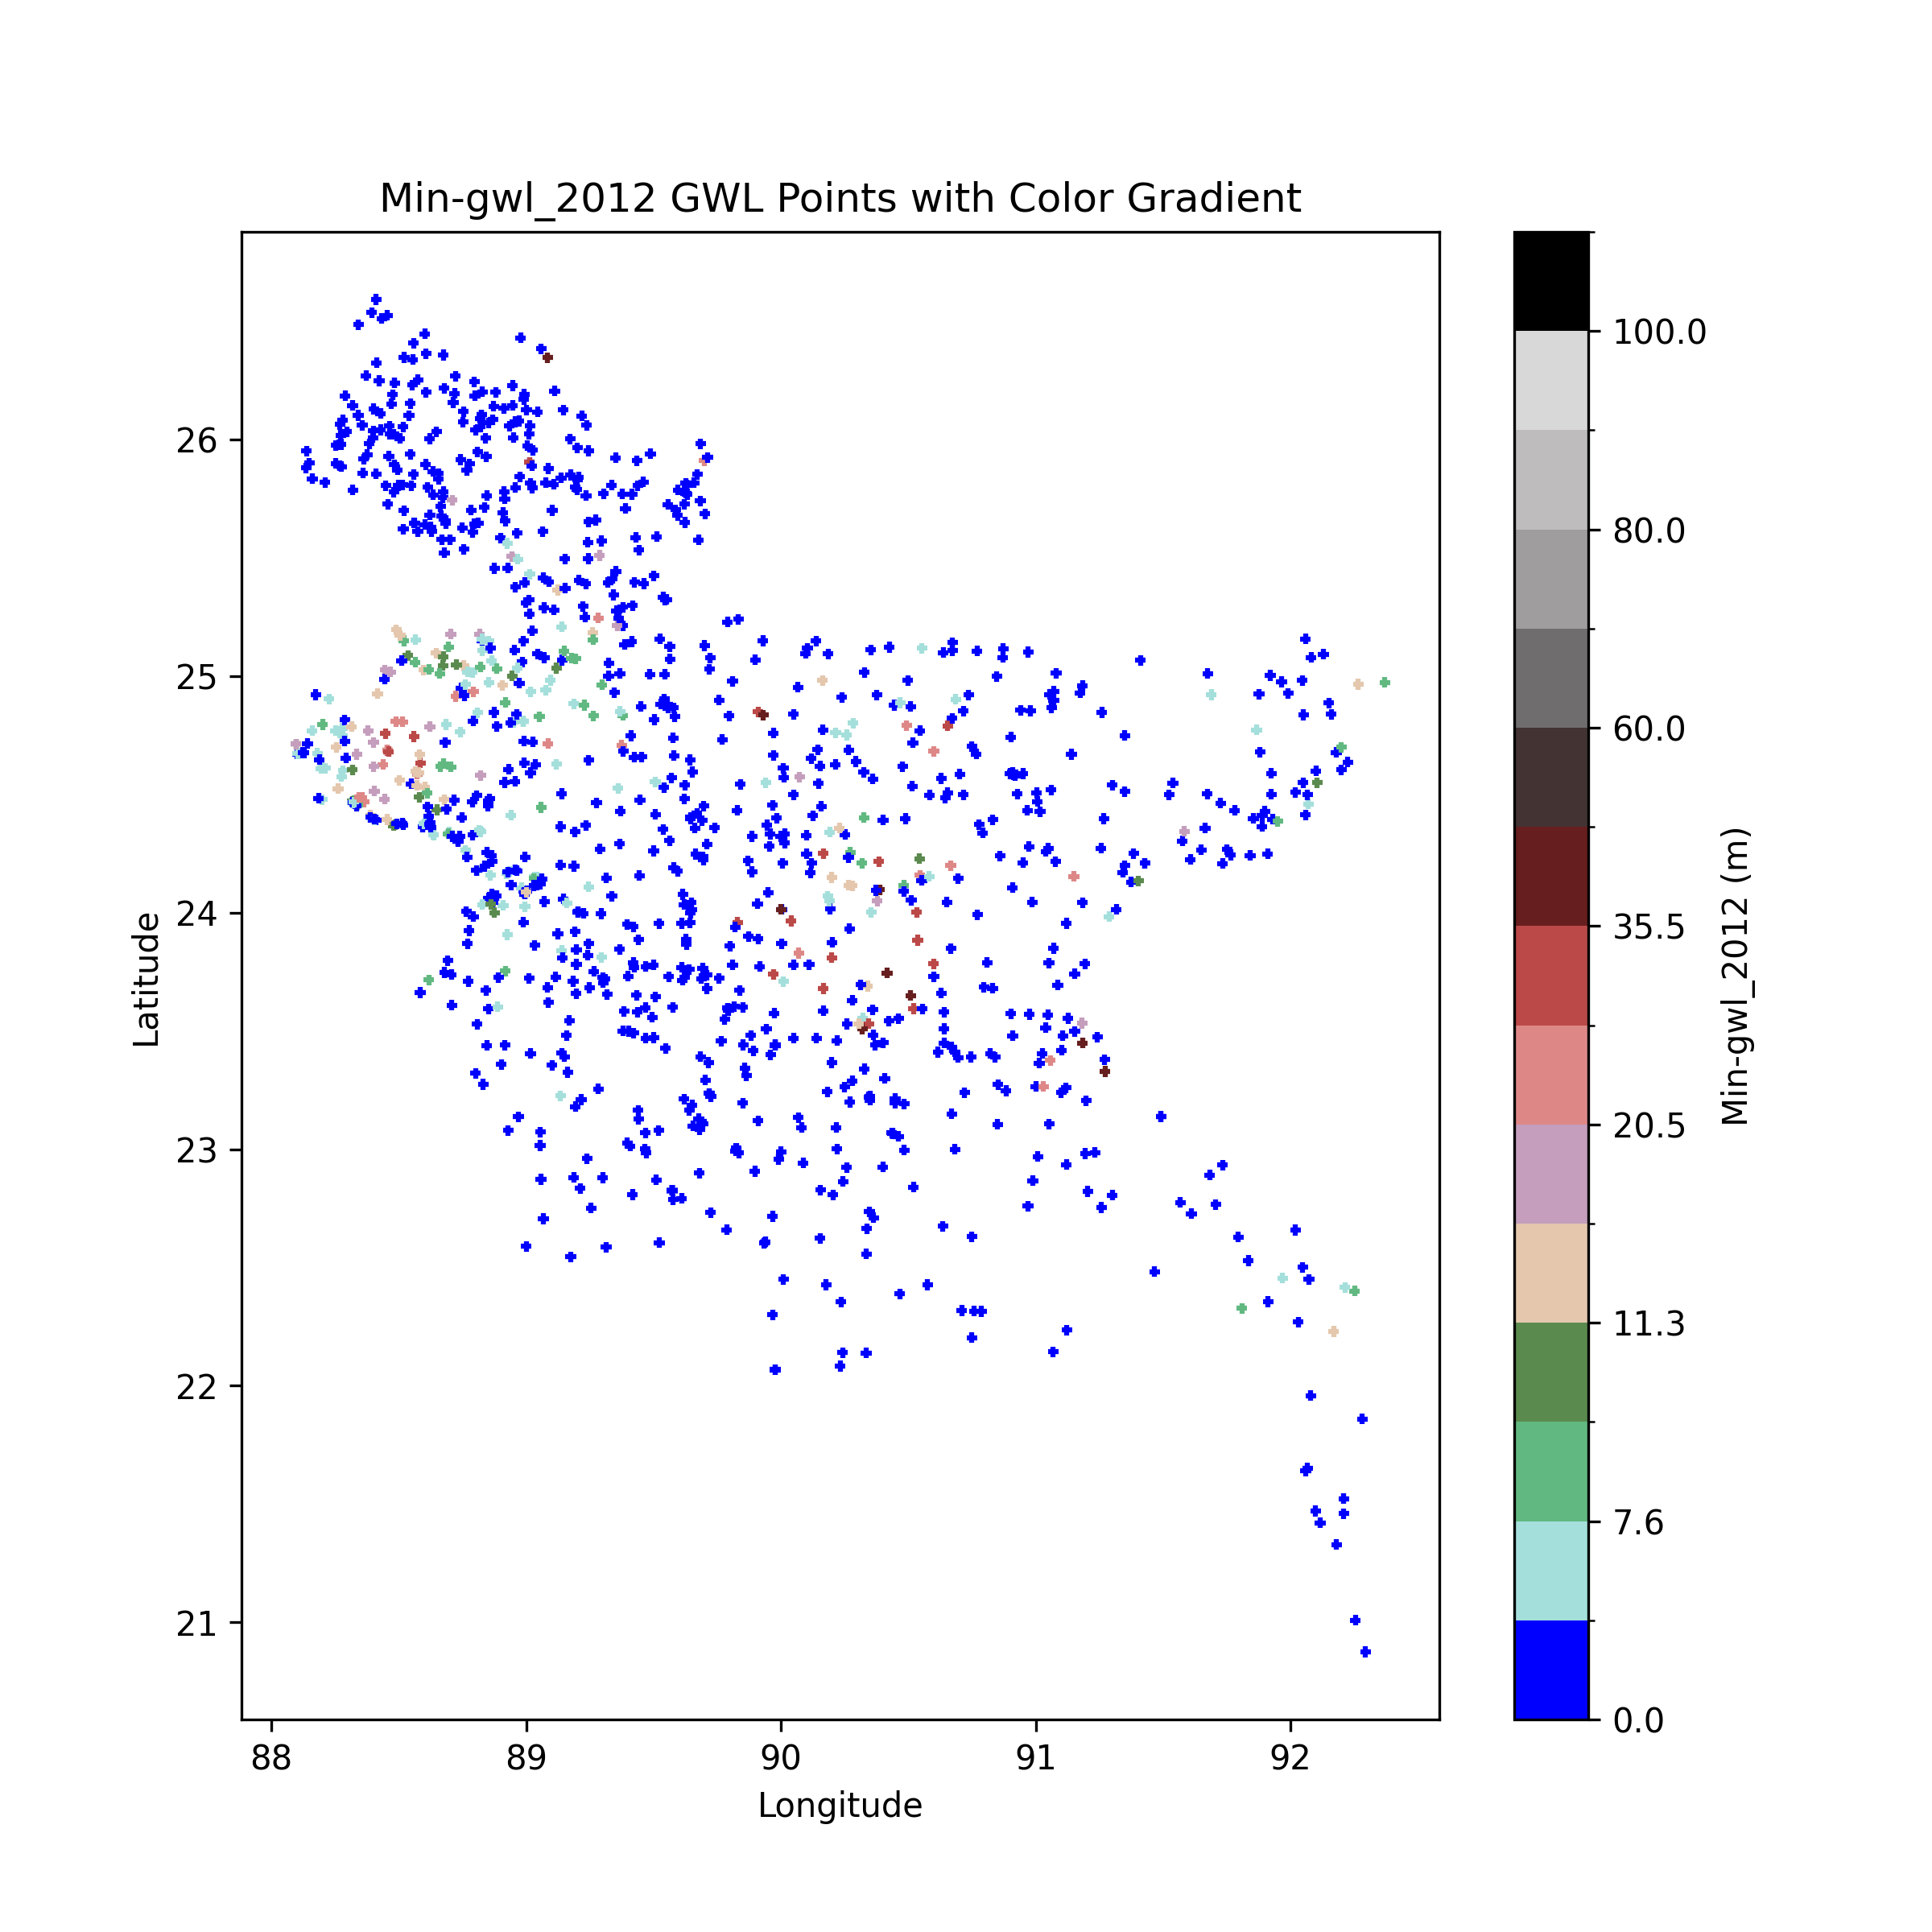 Min-gwl_2012 GWL Points with Color Gradient
26
25
24
23
22
21
Latitude
88 89 90 91 92
Longitude
100.0
80.0
60.0
35.5
20.5
11.3
7.6
0.0
Min-gwl_2012 (m)